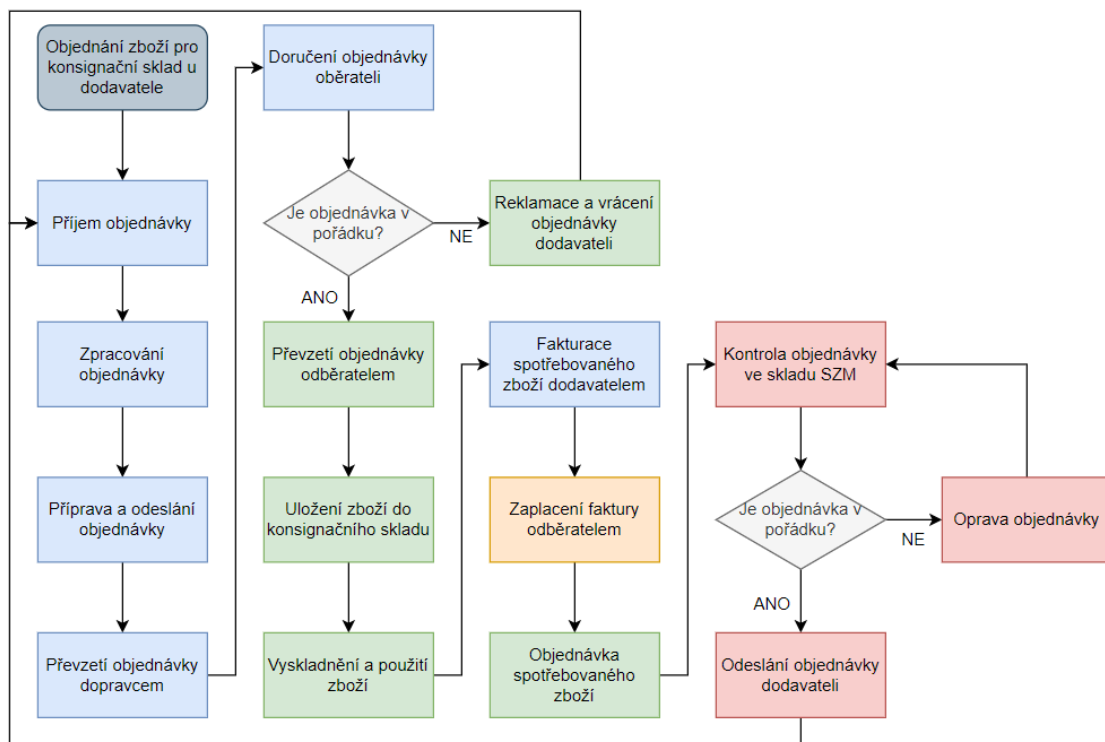 Objednání zboží pro
konsignační sklad u
dodavatele
Příjem objednávky
Zpracování
objednávky
Příprava a odeslání
objednávky
Převzetí objednávky
dopravcem
Doručení objednávky
oběrateli
Je objednávka v
pořádku?
NE
Reklamace a vrácení
objednávky
dodavateli
ANO
Převzetí objednávky
odběratelem
Uložení zboží do
konsignačního skladu
Vyskladnění a použití
zboží
Fakturace
spotřebovaného
zboží dodavatelem
Zaplacení faktury
odběratelem
Objednávka
spotřebovaného
zboží
Kontrola objednávky
ve skladu SZM
Je objednávka v
pořádku?
NE
Oprava objednávky
ANO
Odeslání objednávky
dodavateli